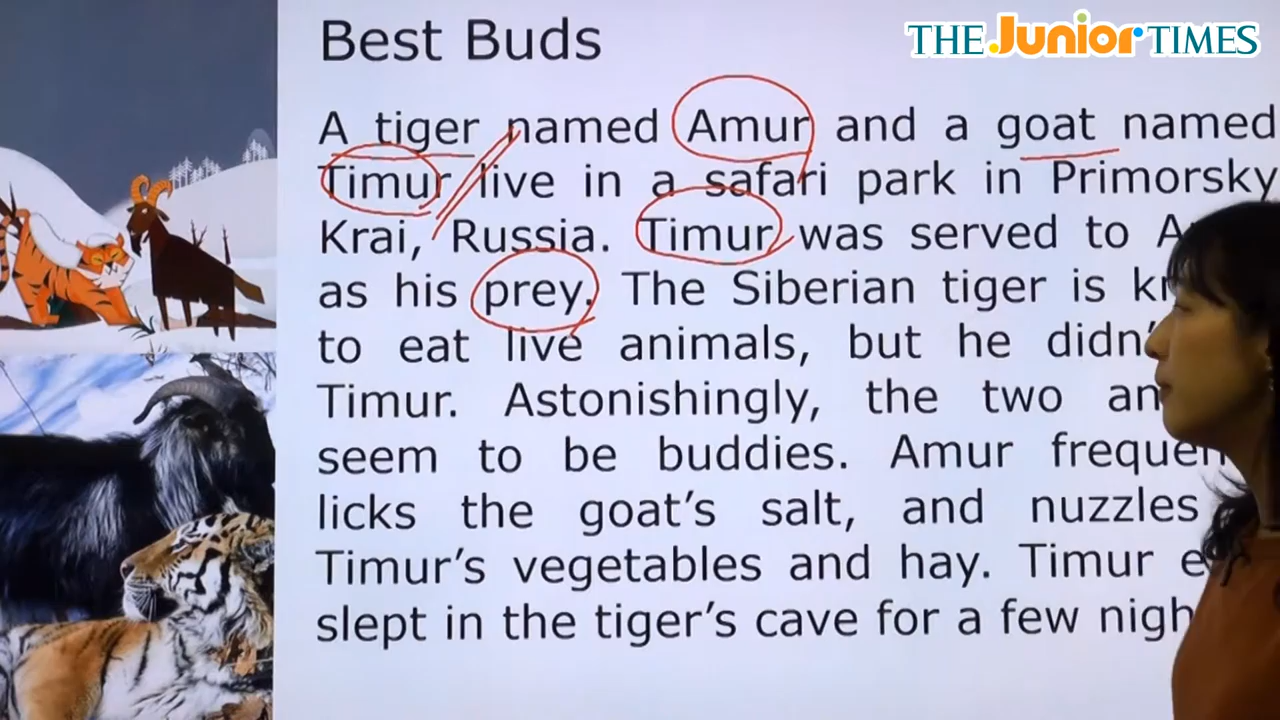 THE Junior TIMES
Best Buds
A tiger named Amur and a goat named
Timur live in a safari park in Primorsky
Krai, Russia. Timur was served to
as his prey. The Siberian tiger is
to eat live animals, but he
Timur. Astonishingly, the two
seem to be buddies. Amur
licks the goat's salt, and nuzzles
Timur's vegetables and hay. Timur
slept in the tiger's cave for a few